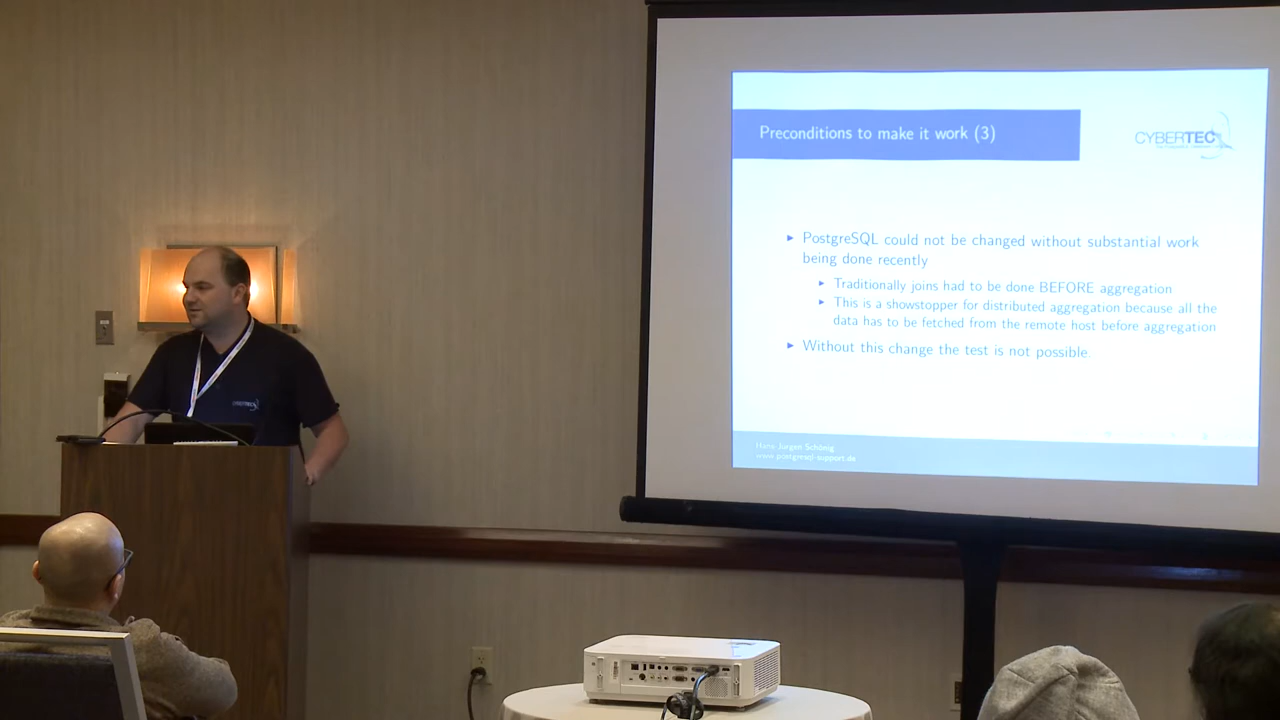 Preconditions to make it work (3)
CYBERTEC
PostgreSQL could not be changed without substantial work
being done recently
Traditionally joins had to be done BEFORE aggregation
This is a showstopper for distributed aggregation because all the
data has to be fetched from the remote host before aggregation
Without this change the test is not possible.
Hans-Jürgen Schönig
www.postgresql-support.de
CYBERTEC